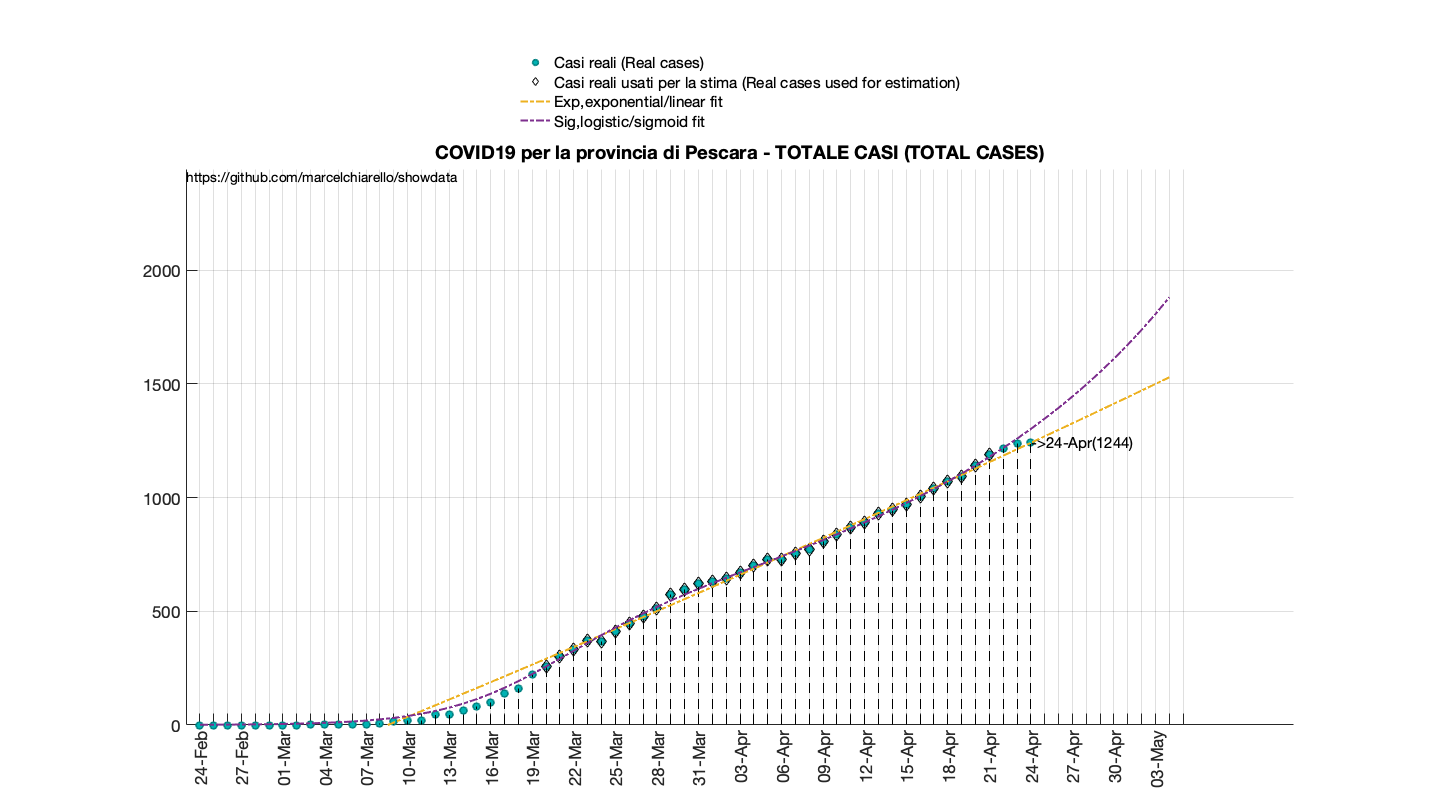 Casi reali (Real cases)
Casi reali usati per la stima (Real cases used for estimation)
Exp,exponential/linear fit
Sig,logistic/sigmoid fit
COVID19 per la provincia di Pescara - TOTALE CASI (TOTAL CASES)
https://github.com/marcelchiarello/showdata
2000
1500
1000
500
0
->24-Apr(1244)
24-Feb
27-Feb
01-Mar
04-Mar
07-Mar
10-Mar
13-Mar
16-Mar
19-Mar
22-Mar
25-Mar
28-Mar
31-Mar
03-Apr
06-Apr
09-Apr
12-Apr
15-Apr
18-Apr
21-Apr
24-Apr
27-Apr
30-Apr
03-May